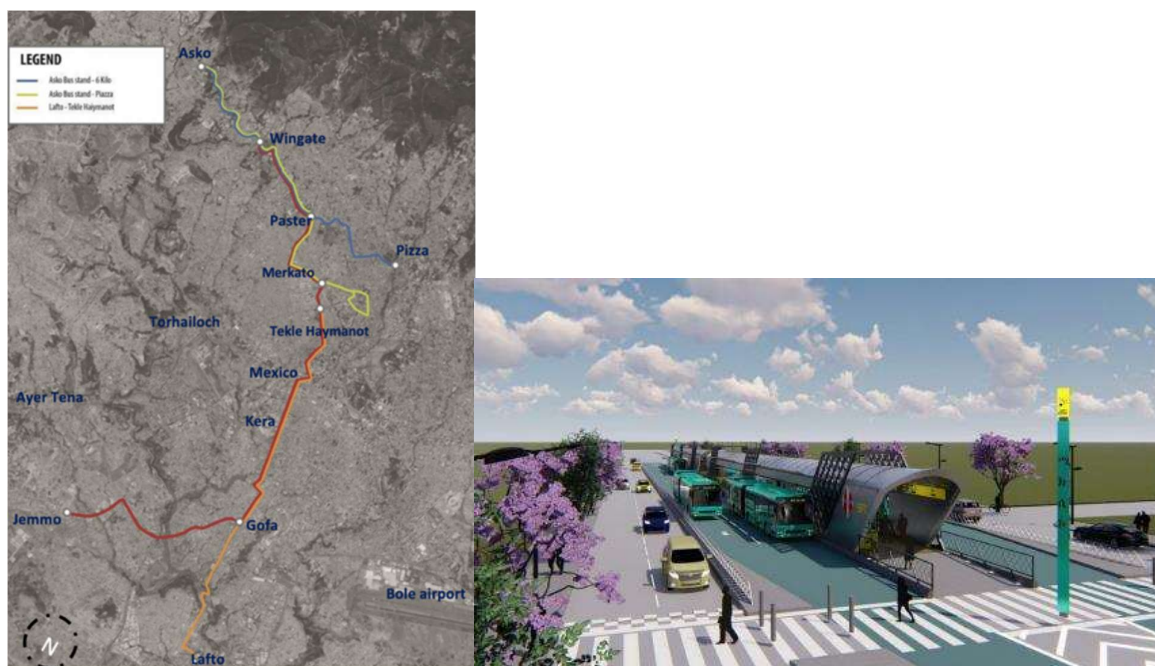 Asko
LEGEND
Asko Bus stand - 6 Kilo
Asko Bus stand - Piazza
Lafto - Tekle Haiymanot
Wingate
Paster
Pizza
Merkato
Torhailoch
Tekle Haymanot
Mexico
Ayer Tena
Kera
Jemmo
Gofa
Bole airport
N
Lafto